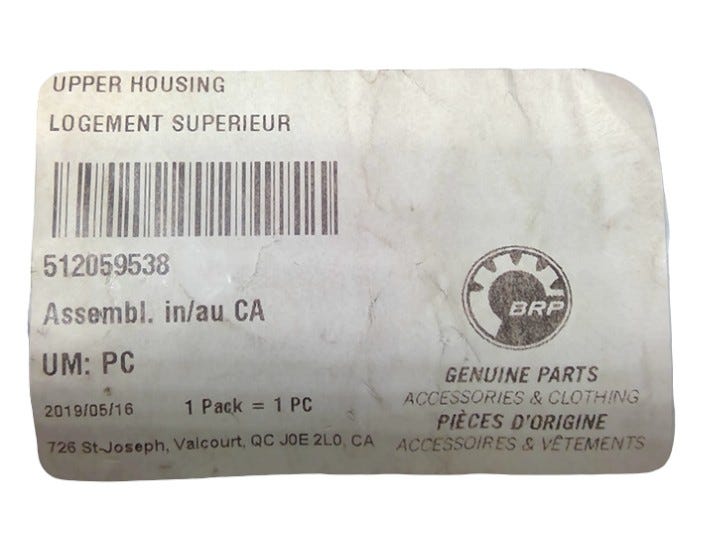 UPPER HOUSING
LOGEMENT SUPERIEUR
512059538
Assembl. in/au CA
UM: PC
2019/05/16 1 Pack = 1 PC
726 St-Joseph, Valcourt, QC J0E 2L0, CA
BRP
GENUINE PARTS
ACCESSORIES & CLOTHING
PIÈCES D'ORIGINE
ACCESSOIRES & VÊTEMENTS